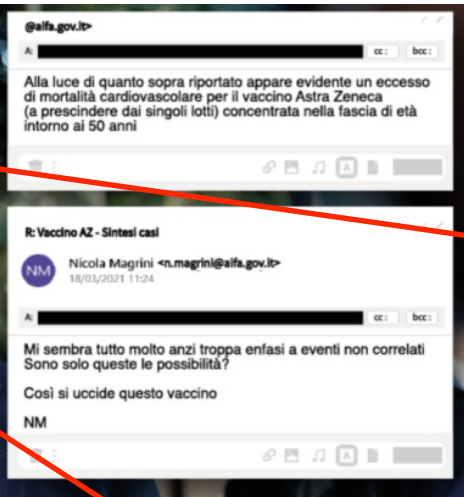 @aifa.gov.it>
A:
cc:
bcc:
Alla luce di quanto sopra riportato appare evidente un eccesso
di mortalità cardiovascolare per il vaccino Astra Zeneca
(a prescindere dai singoli lotti) concentrata nella fascia di età
intorno ai 50 anni
A
R: Vaccino AZ - Sintesi casi
NM
Nicola Magrini <n.magrini@aifa.gov.it>
18/03/2021 11:24
A:
cc:
bcc:
Mi sembra tutto molto anzi troppa enfasi a eventi non correlati
Sono solo queste le possibilità?
Così si uccide questo vaccino
NM
A